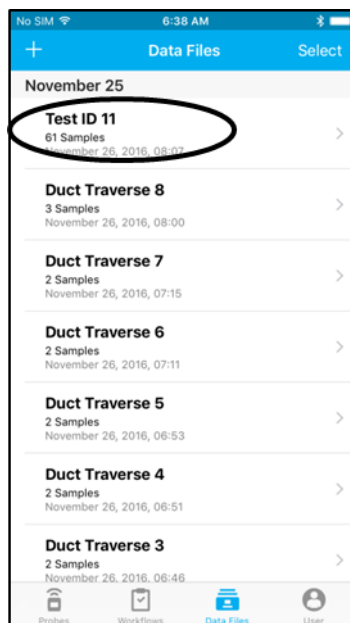 No SIM 6:38 AM
+ Data Files Select
November 25
Test ID 11
61 Samples
November 26, 2016, 08:07
Duct Traverse 8
3 Samples
November 26, 2016, 08:00
Duct Traverse 7
2 Samples
November 26, 2016, 07:15
Duct Traverse 6
2 Samples
November 26, 2016, 07:11
Duct Traverse 5
2 Samples
November 26, 2016, 06:53
Duct Traverse 4
2 Samples
November 26, 2016, 06:51
Duct Traverse 3
2 Samples
November 26, 2016, 06:46
Probes Workflows Data Files User